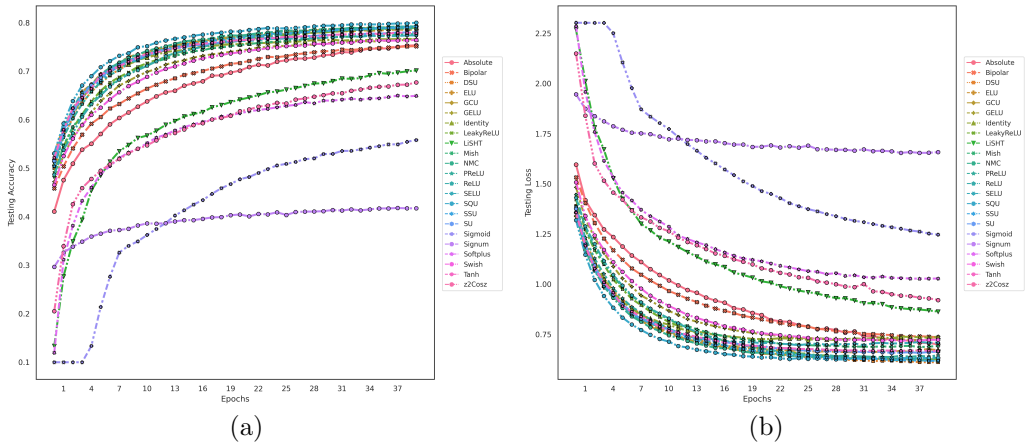 0.8
0.7
0.6
0.5
0.4
0.3
0.2
0.1
Testing Accuracy
1 4 7 10 13 16 19 22 25 28 31 34 37
Epochs
Absolute
Bipolar
DSU
ELU
GCU
GELU
Identity
LeakyReLU
LiSHT
Mish
NMC
PReLU
ReLU
SELU
SQU
SSU
SU
Sigmoid
Signum
Softplus
Swish
Tanh
z2Cosz
(a)
2.25
2.00
1.75
1.50
1.25
1.00
0.75
Testing Loss
1 4 7 10 13 16 19 22 25 28 31 34 37
Epochs
Absolute
Bipolar
DSU
ELU
GCU
GELU
Identity
LeakyReLU
LiSHT
Mish
NMC
PReLU
ReLU
SELU
SQU
SSU
SU
Sigmoid
Signum
Softplus
Swish
Tanh
z2Cosz
(b)